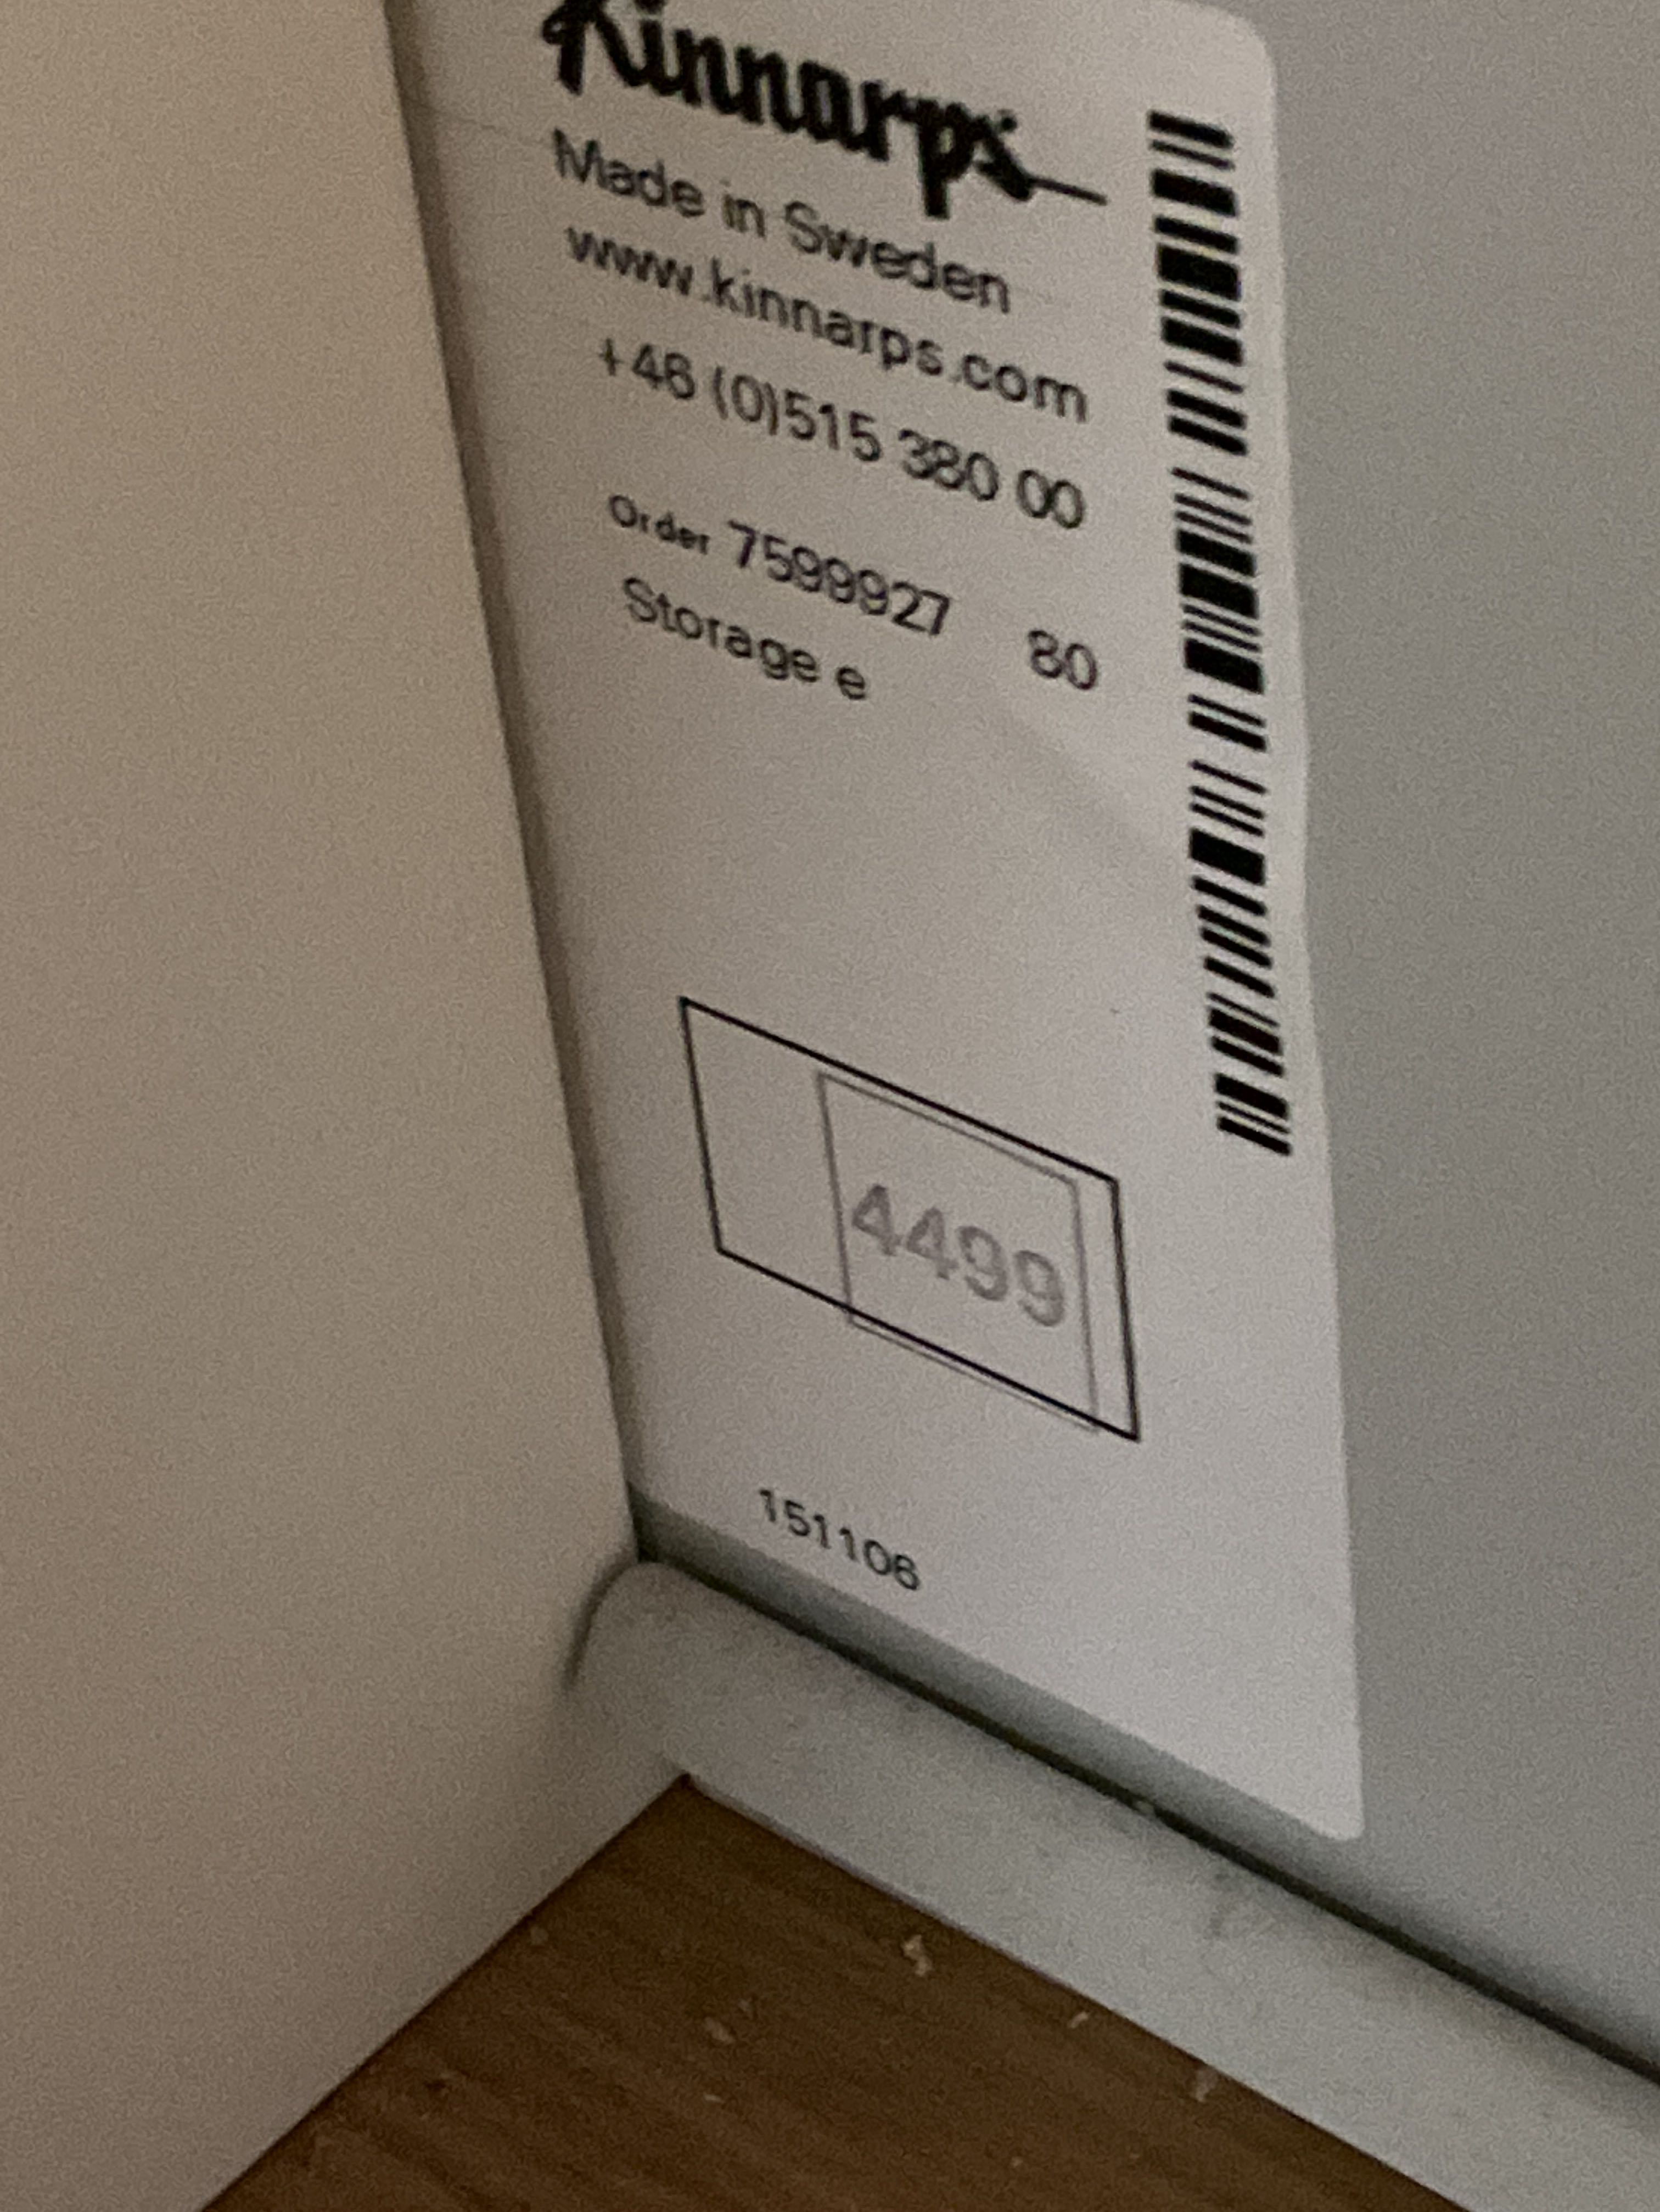 Kinnarps
Made in Sweden
www.kinnarps.com
+46 (0)515 380 00
Order 7599927 80
Storage e
4499
151106